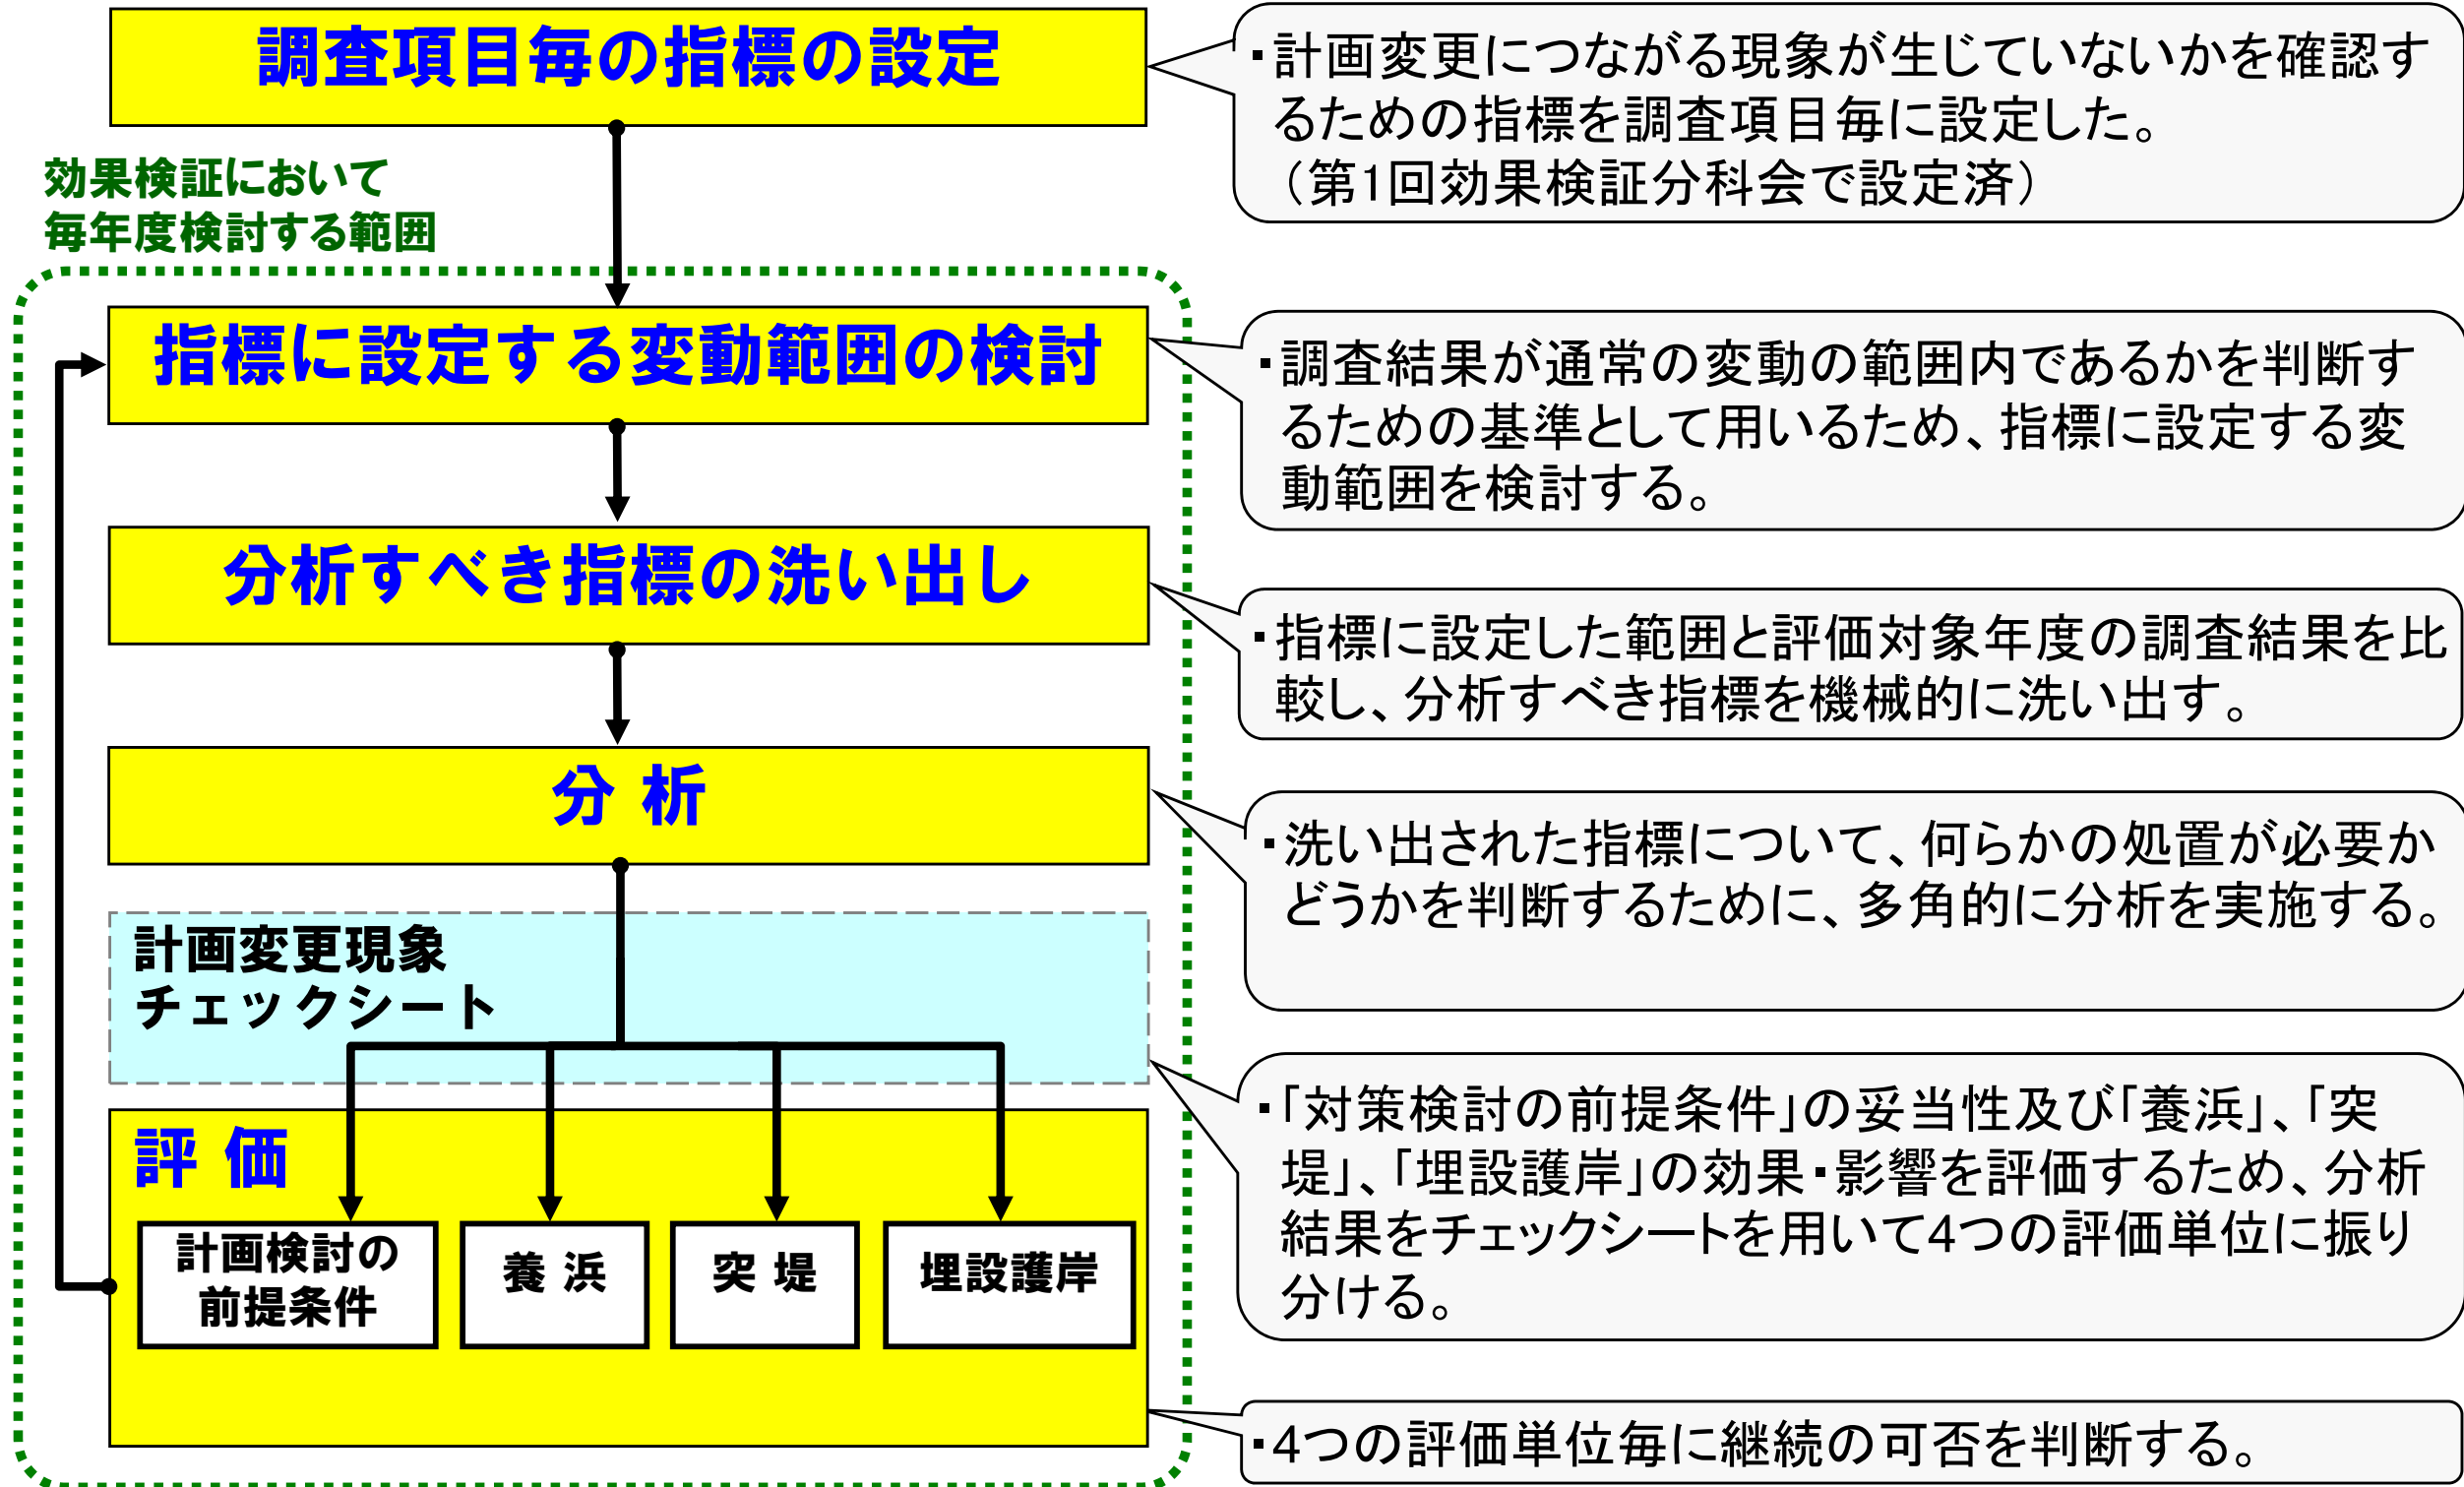 調査項目毎の指標の設定
・計画変更につながる現象が生じていないかを確認す
るための指標を調査項目毎に設定した。
（第1回効果検証分科会で設定済）
効果検証において
毎年度検討する範囲
指標に設定する変動範囲の検討
・調査結果が通常の変動の範囲内であるかを判断す
るための基準として用いるため、指標に設定する変
動範囲を検討する。
分析すべき指標の洗い出し
・指標に設定した範囲と評価対象年度の調査結果を比
較し、分析すべき指標を機械的に洗い出す。
分 析
・洗い出された指標について、何らかの処置が必要か
どうかを判断するために、多角的に分析を実施する。
計画変更現象
チェックシート
・「対策検討の前提条件」の妥当性及び「養浜」、「突
堤」、「埋設護岸」の効果・影響を評価するため、分析
結果をチェックシートを用いて4つの評価単位に振り
分ける。
評 価
計画検討の
前提条件
養 浜
突 堤
埋設護岸
・4つの評価単位毎に継続の可否を判断する。